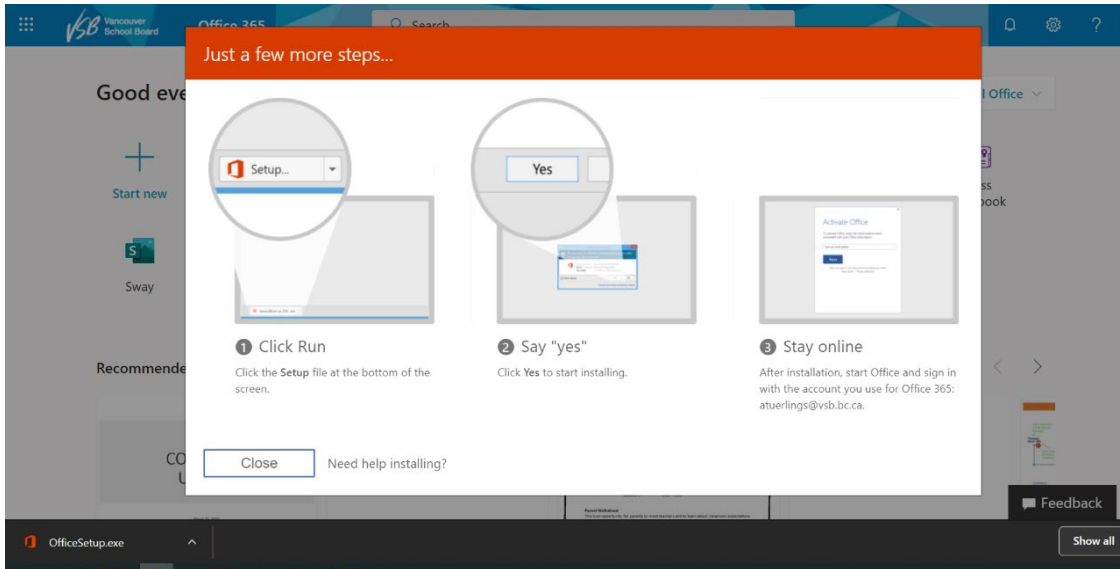 Vancouver
School Board
VSB
Office 365
Search
Just a few more steps...
Good eve
l Office
Start new
Sway
Setup...
Yes
Activate Office
1 Click Run
Click the Setup file at the bottom of the
screen.
2 Say "yes"
Click Yes to start installing.
3 Stay online
After installation, start Office and sign in
with the account you use for Office 365:
atuerlings@vsb.bc.ca.
ss
book
Recommende
CO
U
Close
Need help installing?
Feedback
OfficeSetup.exe
Show all